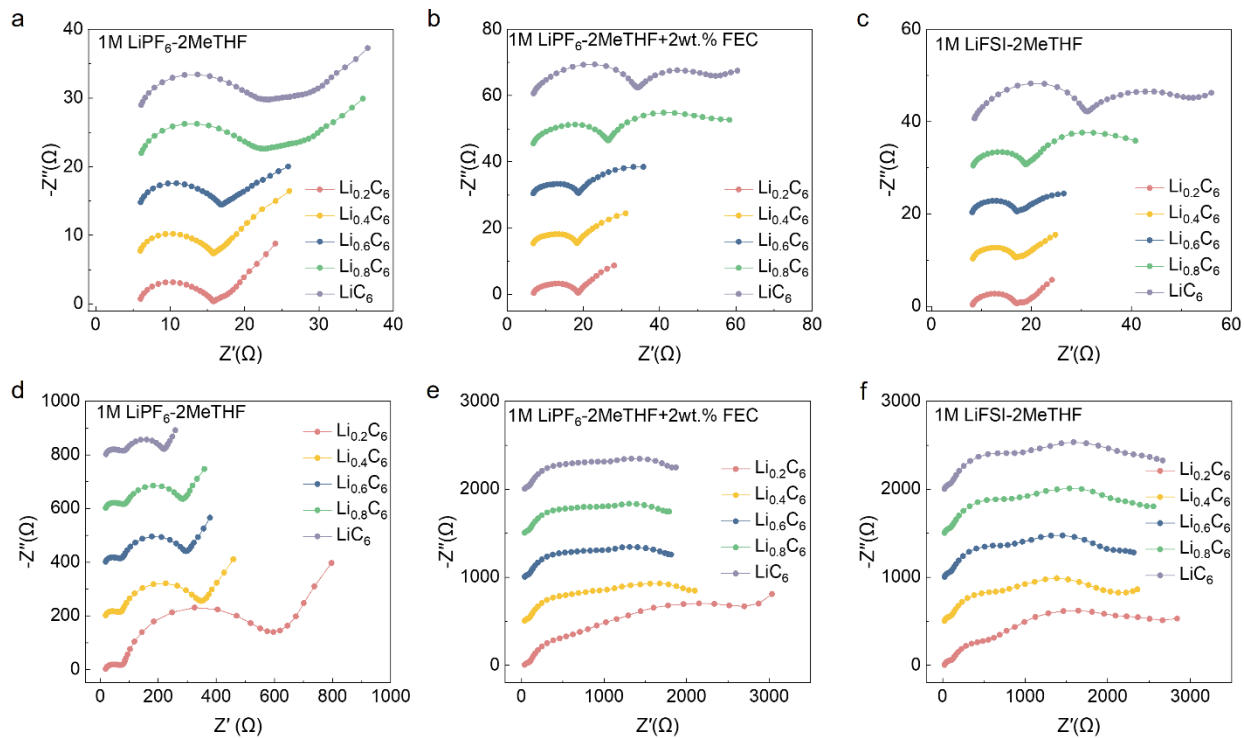 a
1M LiPF₆-2MeTHF
40
30
20
10
0
-Z″(Ω)
0
10
20
30
40
Z′(Ω)
Li₀.₂C₆
Li₀.₄C₆
Li₀.₆C₆
Li₀.₈C₆
LiC₆
b
1M LiPF₆-2MeTHF+2wt.% FEC
80
60
40
20
0
-Z″(Ω)
0
20
40
60
80
Z′(Ω)
Li₀.₂C₆
Li₀.₄C₆
Li₀.₆C₆
Li₀.₈C₆
LiC₆
c
1M LiFSI-2MeTHF
60
40
20
0
-Z″(Ω)
0
20
40
60
Z′(Ω)
Li₀.₂C₆
Li₀.₄C₆
Li₀.₆C₆
Li₀.₈C₆
LiC₆
d
1M LiPF₆-2MeTHF
1000
800
600
400
200
0
-Z″(Ω)
0
200
400
600
800
1000
Z′ (Ω)
Li₀.₂C₆
Li₀.₄C₆
Li₀.₆C₆
Li₀.₈C₆
LiC₆
e
1M LiPF₆-2MeTHF+2wt.% FEC
3000
2000
1000
0
-Z″(Ω)
0
1000
2000
3000
Z′(Ω)
Li₀.₂C₆
Li₀.₄C₆
Li₀.₆C₆
Li₀.₈C₆
LiC₆
f
1M LiFSI-2MeTHF
3000
2000
1000
0
-Z″(Ω)
0
1000
2000
3000
Z′(Ω)
Li₀.₂C₆
Li₀.₄C₆
Li₀.₆C₆
Li₀.₈C₆
LiC₆